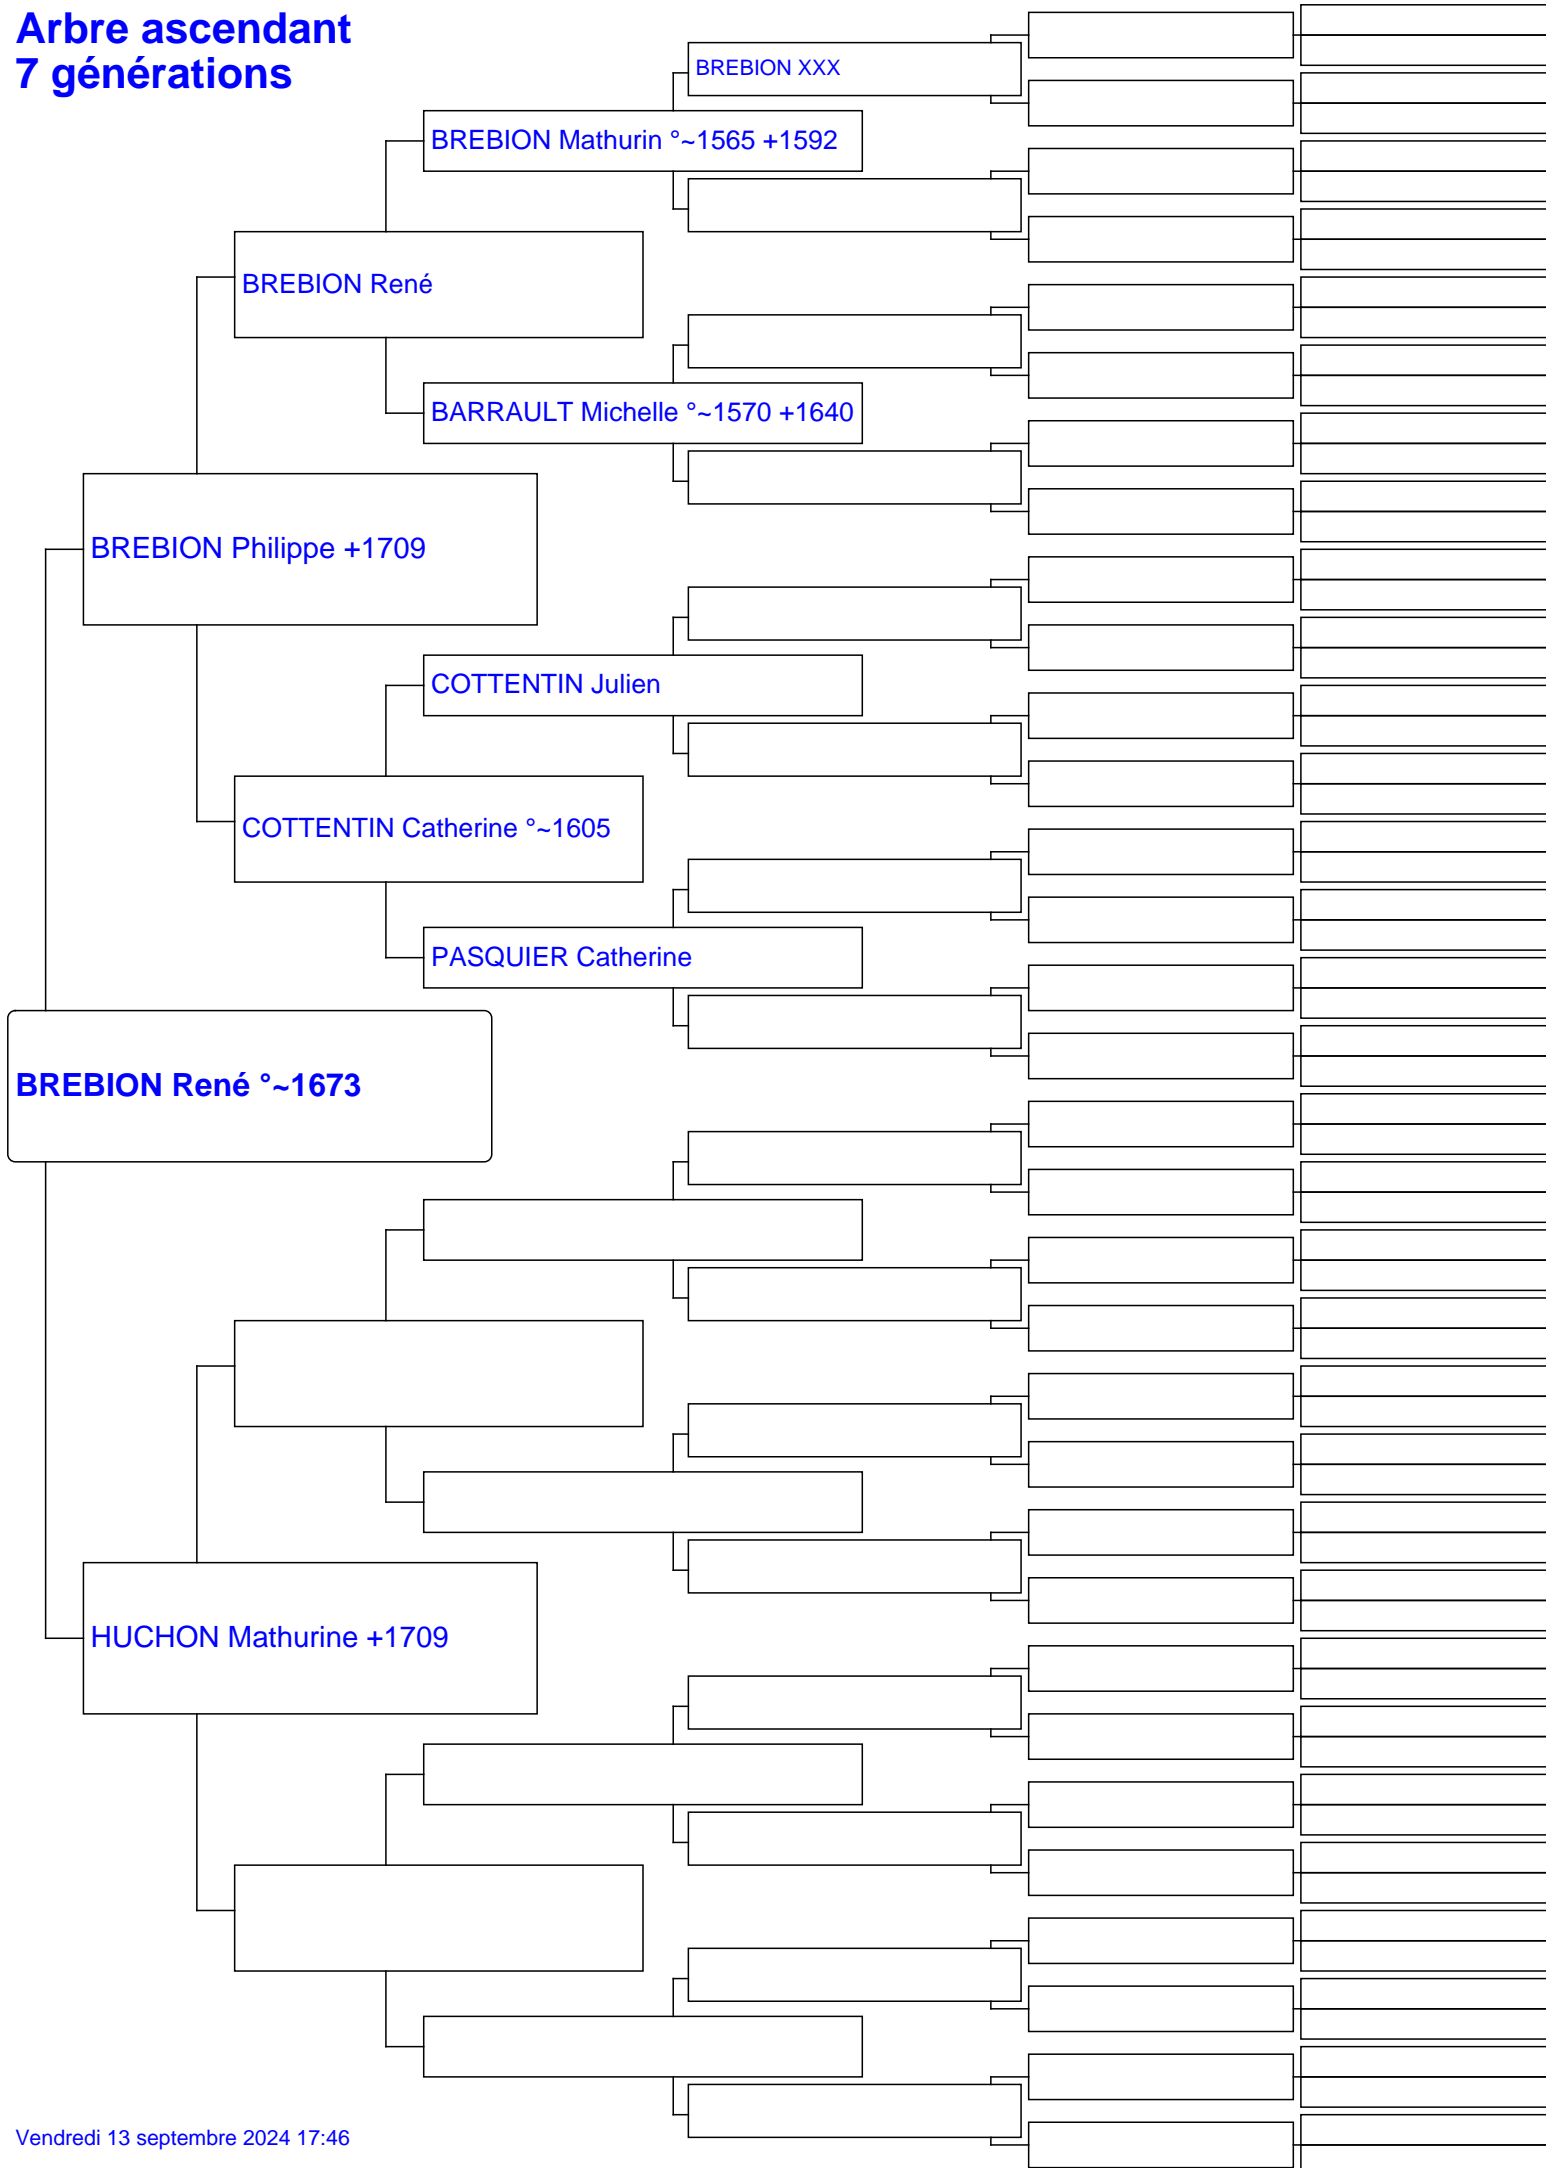 Arbre ascendant
7 générations
BREBION XXX
BREBION Mathurin °~1565 +1592
BREBION René
BARRAULT Michelle °~1570 +1640
BREBION Philippe +1709
COTTENTIN Julien
COTTENTIN Catherine °~1605
PASQUIER Catherine
BREBION René °~1673
HUCHON Mathurine +1709
Vendredi 13 septembre 2024 17:46